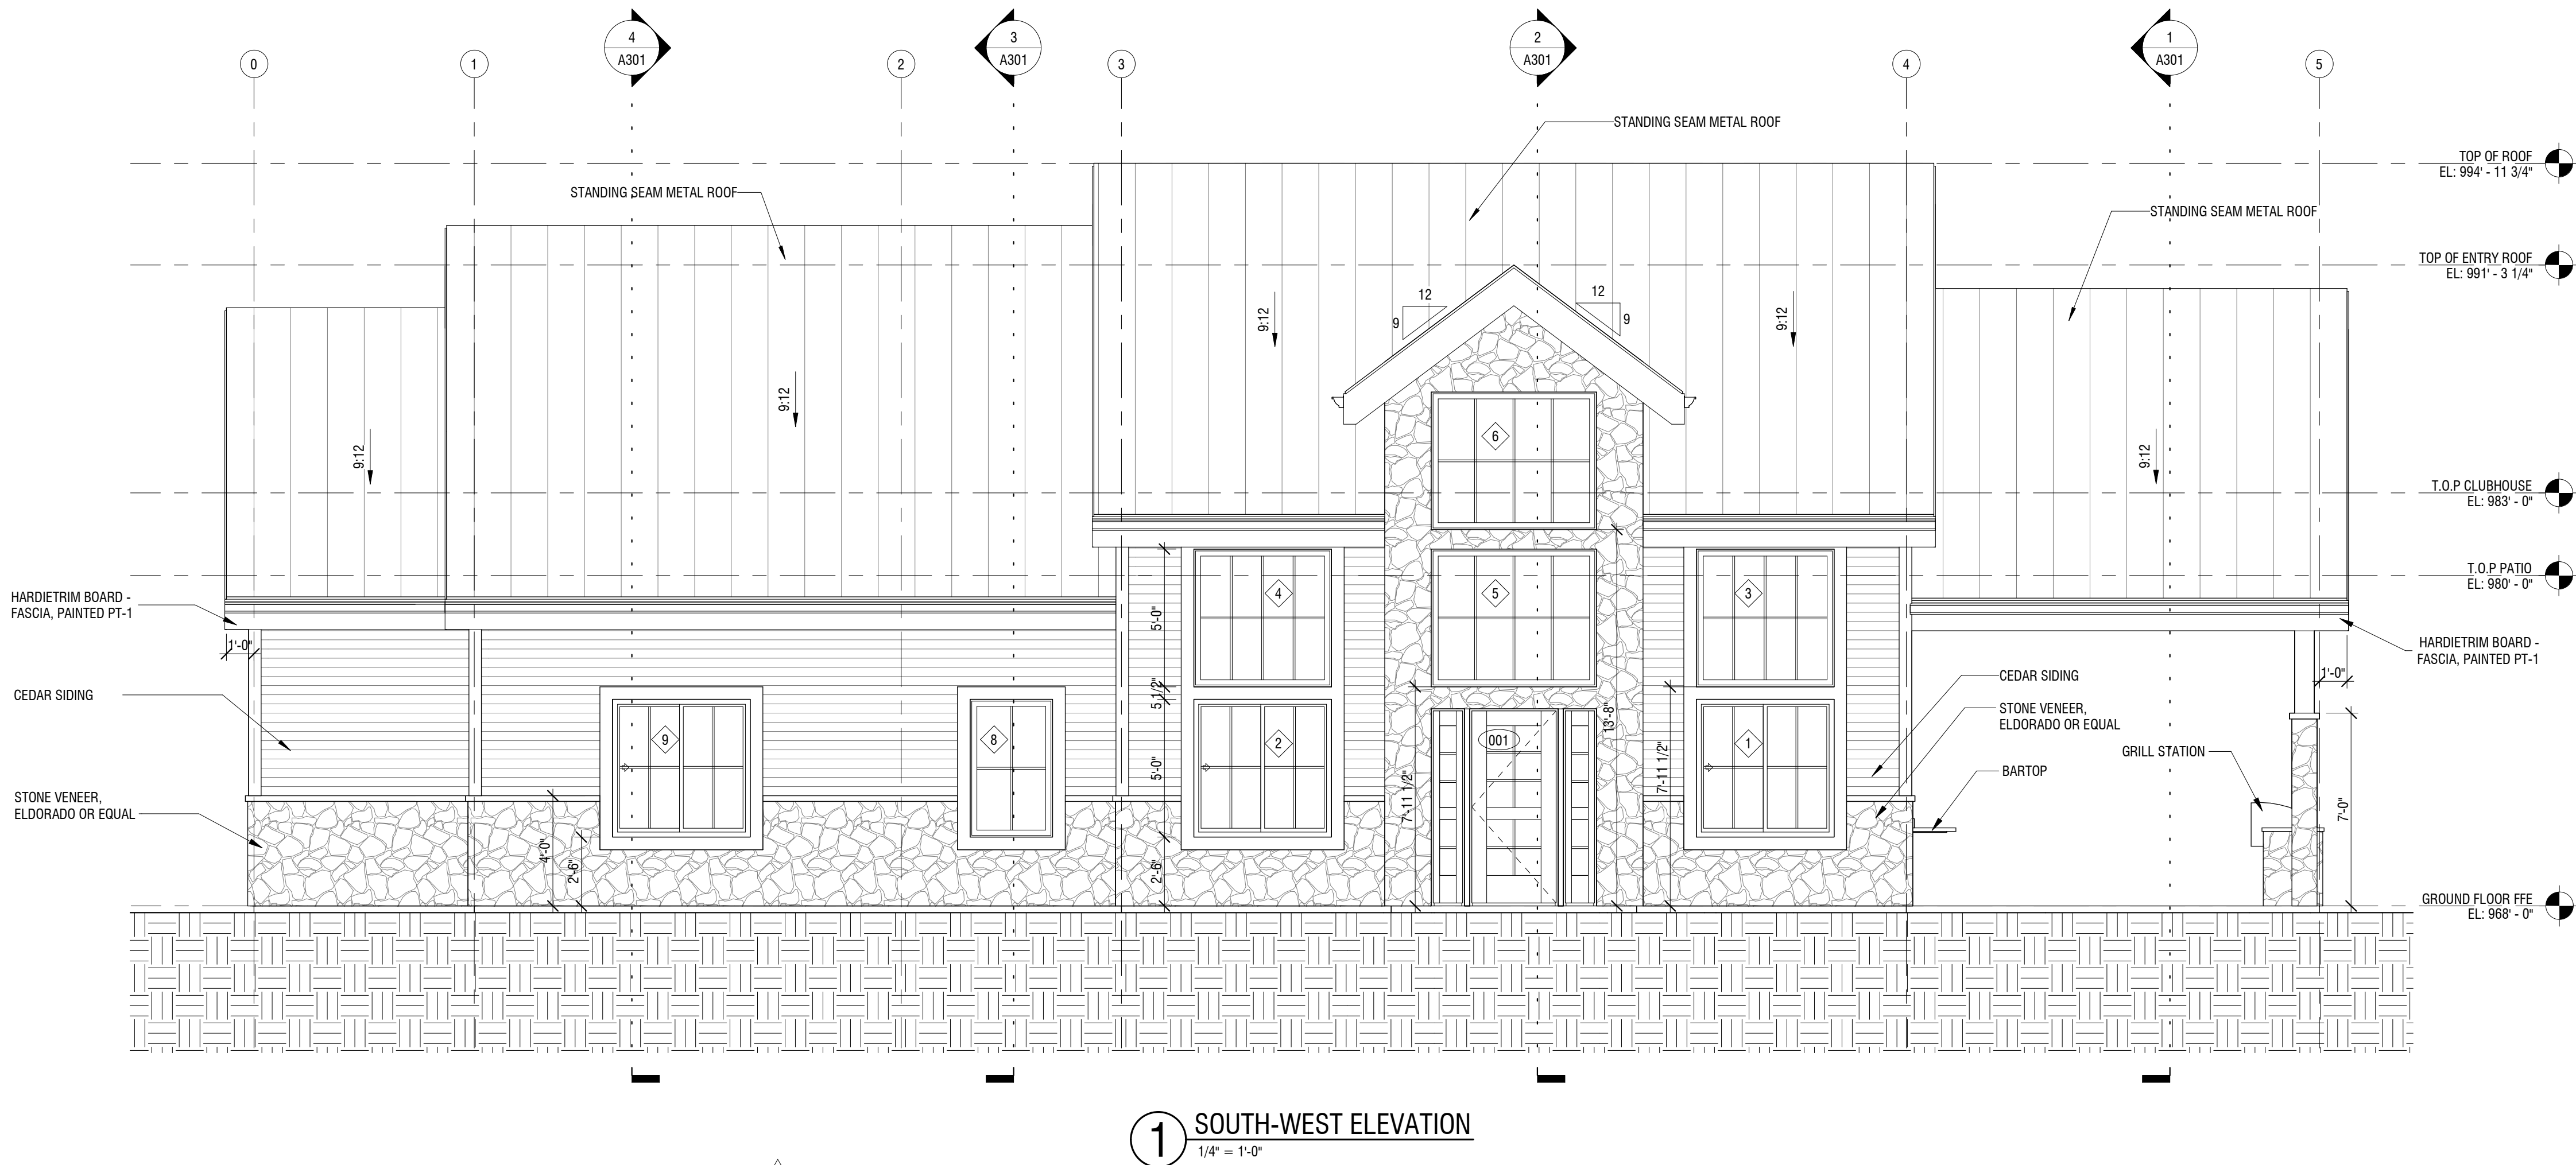 4
A301
3
A301
2
A301
1
A301
0
1
2
3
4
5
STANDING SEAM METAL ROOF
TOP OF ROOF
EL: 994' - 11 3/4"
STANDING SEAM METAL ROOF
STANDING SEAM METAL ROOF
TOP OF ENTRY ROOF
EL: 991' - 3 1/4"
12
9
12
9
9:12
9:12
9:12
9:12
9:12
6
T.O.P CLUBHOUSE
EL: 983' - 0"
T.O.P PATIO
EL: 980' - 0"
HARDIETRIM BOARD -
FASCIA, PAINTED PT-1
4
5
3
5'-0"
1'-0"
HARDIETRIM BOARD -
FASCIA, PAINTED PT-1
1'-0"
CEDAR SIDING
CEDAR SIDING
5 1/2"
STONE VENEER,
ELDORADO OR EQUAL
13'-8"
9
8
2
001
1
GRILL STATION
BARTOP
5'-0"
7'-11 1/2"
7'-11 1/2"
STONE VENEER,
ELDORADO OR EQUAL
7'-0"
4'-0"
2'-6"
2'-6"
GROUND FLOOR FFE
EL: 968' - 0"
1
SOUTH-WEST ELEVATION
1/4" = 1'-0"